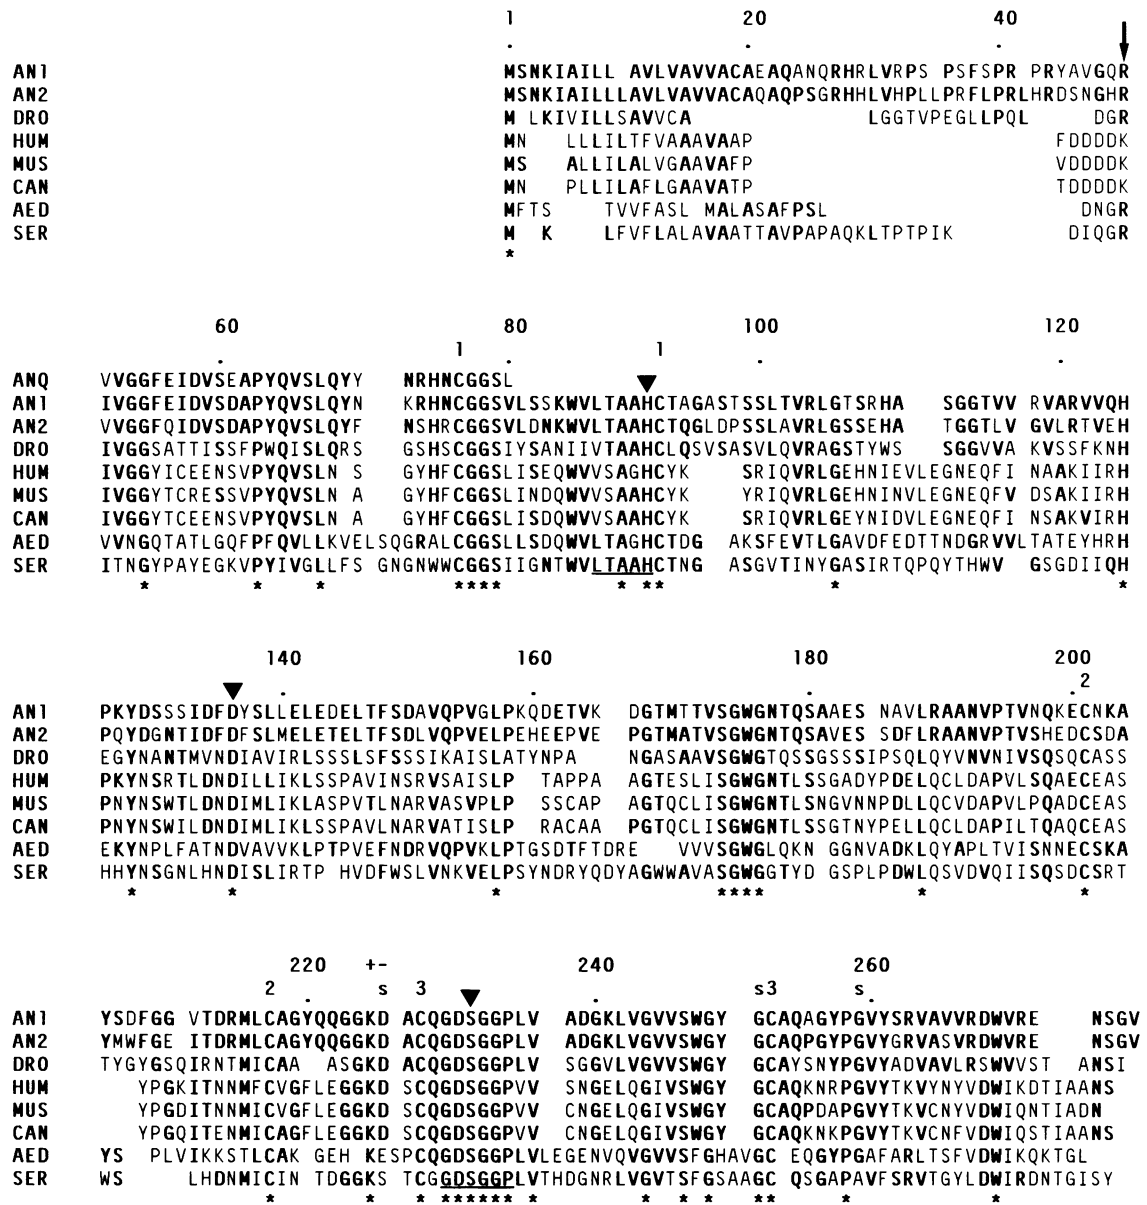 1 20 40
AN1 MSNKIAILL AVLVAVVACAEAQANQRHRLVRPS PSFSPR PRYAVGQR
AN2 MSNKIAILLLAVLVAVVACAQAQPSGRHHLVHPLLPRFLPRLHRDSNGHR
DRO M LKIVILLSAVVCA LGGTVPEGLLPQL DGR
HUM MN LLLILTFVAAAVAAP FDDDDK
MUS MS ALLILALVGAAVAFP VDDDDK
CAN MN PLLILAFLGAAVATP TDDDDK
AED MFTS TVVFASL MALASAFPSL DNGR
SER M K LFVFLALAVAATTAVPAPAQKLTPTPIK DIQGR
*
60 80 100 120
1 1
ANQ VVGGFEIDVSEAPYQVSLQYY NRHNCGGSL
AN1 IVGGFEIDVSDAPYQVSLQYN KRHNCGGSVLSSKWVLTAAHCTAGASTSSLTVRLGTSRHA SGGTVV RVARVVQH
AN2 VVGGFQIDVSDAPYQVSLQYF NSHRCGGSVLDNKWVLTAAHCTQGLDPSSLAVRLGSSEHA TGGTLV GVLRTVEH
DRO IVGGSATTISSFPWQISLQRS GSHSCGGSIYSANIIVTAAHCLQSVSASVLQVRAGSTYWS SGGVVA KVSSFKNH
HUM IVGGYICEENSVPYQVSLN S GYHFCGGSLISEQWVVSAGHCYK SRIQVRLGEHNIEVLEGNEQFI NAAKIIRH
MUS IVGGYTCRESSVPYQVSLN A GYHFCGGSLINDQWVVSAAHCYK YRIQVRLGEHNINVLEGNEQFV DSAKIIRH
CAN IVGGYTCEENSVPYQVSLN A GYHFCGGSLISDQWVVSAAHCYK SRIQVRLGEYNIDVLEGNEQFI NSAKVIRH
AED VVNGQTATLGQFPFQVLLKVELSQGRALCGGSLLSDQWVLTAGHCTDG AKSFEVTLGAVDFEDTTNDGRVVLTATEYHRH
SER ITNGYPAYEGKVPYIVGLLFS GNGNWWCGGSIIGNTWVLTAAHCTNG ASGVTINYGASIRTQPQYTHWV GSGDIIQH
* * * **** * ** * *
140 160 180 200
2
AN1 PKYDSSSIDFDYSLLELEDELTFSDAVQPVGLPKQDETVK DGTMTTVSGWGNTQSAAES NAVLRAANVPTVNQKECNKA
AN2 PQYDGNTIDFDFSLMELETELTFSDLVQPVELPEHEEPVE PGTMATVSGWGNTQSAVES SDFLRAANVPTVSHEDCSDA
DRO EGYNANTMVNDIAVIRLSSSLSFSSSIKAISLATYNPA NGASAAVSGWGTQSSGSSSIPSQLQYVNVNIVSQSQCASS
HUM PKYNSRTLDNDILLIKLSSPAVINSRVSAISLP TAPPA AGTESLISGWGNTLSSGADYPDELQCLDAPVLSQAECEAS
MUS PNYNSWTLDNDIMLIKLASPVTLNARVASVPLP SSCAP AGTQCLISGWGNTLSNGVNNPDLLQCVDAPVLPQADCEAS
CAN PNYNSWILDNDIMLIKLSSPAVLNARVATISLP RACAA PGTQCLISGWGNTLSSGTNYPELLQCLDAPILTQAQCEAS
AED EKYNPLFATNDVAVVKLPTPVEFNDRVQPVKLPTGSDTFTDRE VVVSGWGLQKN GGNVADKLQYAPLTVISNNECSKA
SER HHYNSGNLHNDISLIRTP HVDFWSLVNKVELPSYNDRYQDYAGWWAVASGWGGTYD GSPLPDWLQSVDVQIISQSDCSRT
* * * **** * *
220 +- 240 260
2 s 3 s3 s
AN1 YSDFGG VTDRMLCAGYQQGGKD ACQGDSGGPLV ADGKLVGVVSWGY GCAQAGYPGVYSRVAVVRDWVRE NSGV
AN2 YMWFGE ITDRMLCAGYQQGGKD ACQGDSGGPLV ADGKLVGVVSWGY GCAQPGYPGVYGRVASVRDWVRE NSGV
DRO TYGYGSQIRNTMICAA ASGKD ACQGDSGGPLV SGGVLVGVVSWGY GCAYSNYPGVYADVAVLRSWVVST ANSI
HUM YPGKITNNMFCVGFLEGGKD SCQGDSGGPVV SNGELQGIVSWGY GCAQKNRPGVYTKVYNYVDWIKDTIAANS
MUS YPGDITNNMICVGFLEGGKD SCQGDSGGPVV CNGELQGIVSWGY GCAQPDAPGVYTKVCNYVDWIQNTIADN
CAN YPGQITENMICAGFLEGGKD SCQGDSGGPVV CNGELQGIVSWGY GCAQKNKPGVYTKVCNFVDWIQSTIAANS
AED YS PLVIKKSTLCAK GEH KESPCQGDSGGPLVLEGENVQVGVVSFGHAVGC EQGYPGAFARLTSFVDWIKQKTGL
SER WS LHDNMICIN TDGGKS TCGGDSGGPLVTHDGNRLVGVTSFGSAAGC QSGAPAVFSRVTGYLDWIRDNTGISY
* * * ****** * * * * ** * *